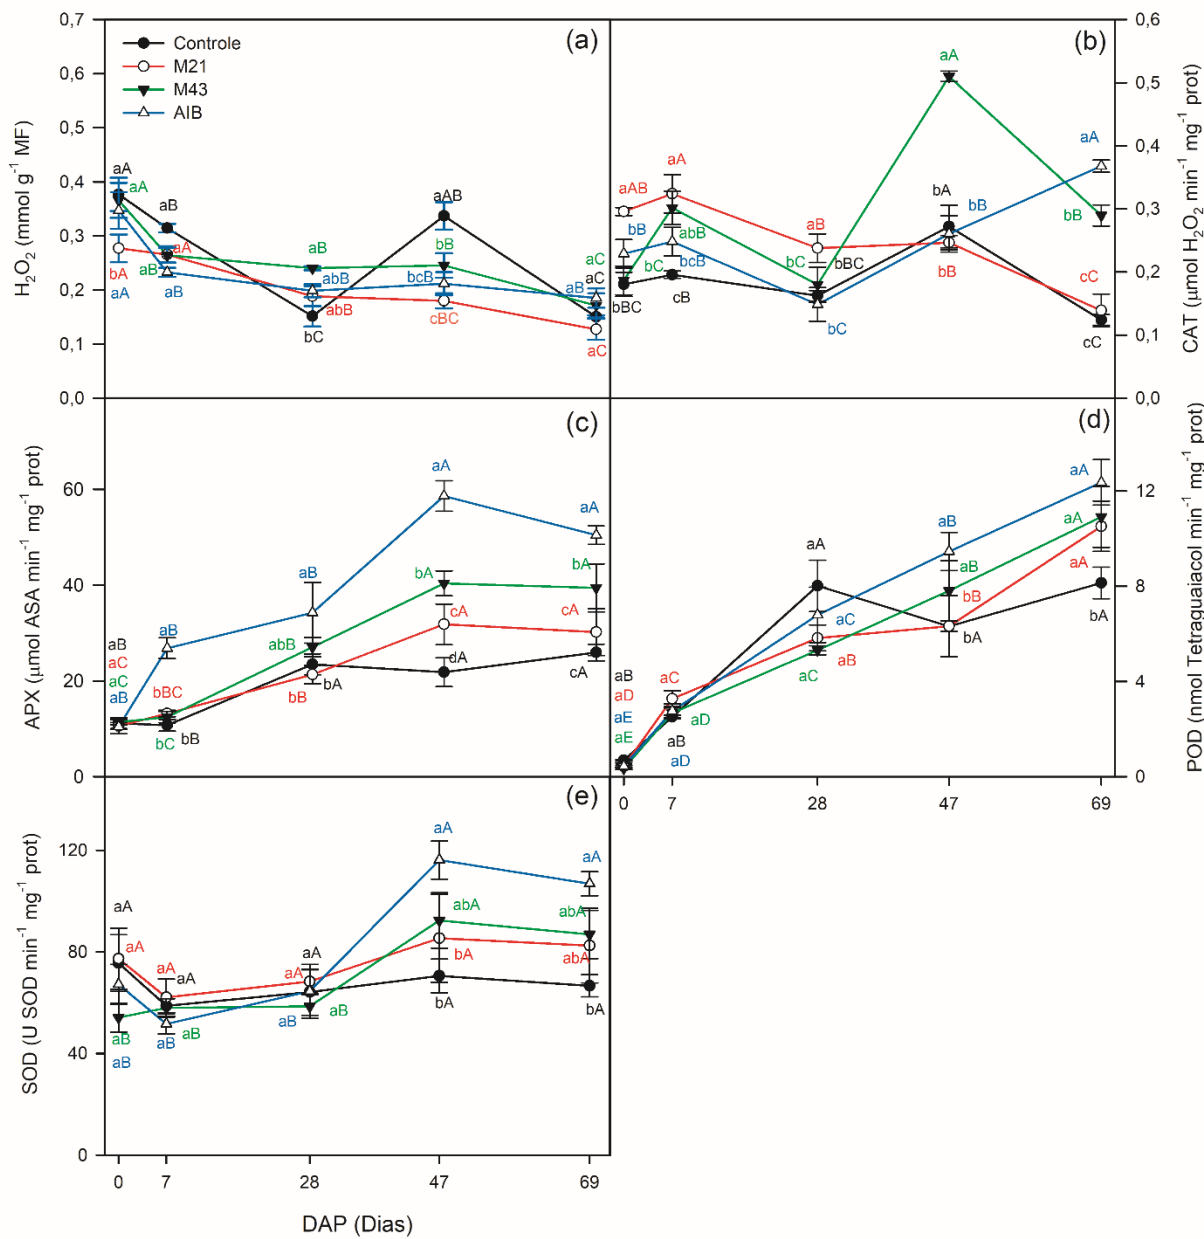 0,7
0,6
0,5
0,4
0,3
0,2
0,1
0,0
H₂O₂ (nmol g⁻¹ MF)
Controle
M21
M43
AIB
(a)
aA
aA
bA
aA
aB
aA
aB
aB
aB
abB
abB
bC
aAB
bB
bcB
cBC
aC
aC
aB
aC
(b)
0,6
0,5
0,4
0,3
0,2
0,1
0,0
CAT (µmol H₂O₂ min⁻¹ mg⁻¹ prot)
aAB
bB
bC
bBC
aA
abB
bcB
cB
aB
bBC
bC
bC
aA
bA
bB
bB
aA
bB
cC
cC
(c)
60
40
20
0
APX (µmol ASA min⁻¹ mg⁻¹ prot)
aB
aC
aC
aB
aB
bBC
bC
bB
aB
abB
bB
bA
aA
bA
cA
dA
aA
bA
cA
cA
(d)
12
8
4
0
POD (nmol Tetraguaiacol min⁻¹ mg⁻¹ prot)
aB
aD
aE
aE
aC
aD
aB
aD
aA
aC
aB
aC
aB
aB
bB
bA
aA
aA
aA
bA
0
7
28
47
69
(e)
120
80
40
0
SOD (U SOD min⁻¹ mg⁻¹ prot)
aA
aA
aB
aB
aA
aA
aB
aB
aA
aA
aB
aB
aA
abA
bA
bA
aA
abA
abA
bA
0
7
28
47
69
DAP (Dias)